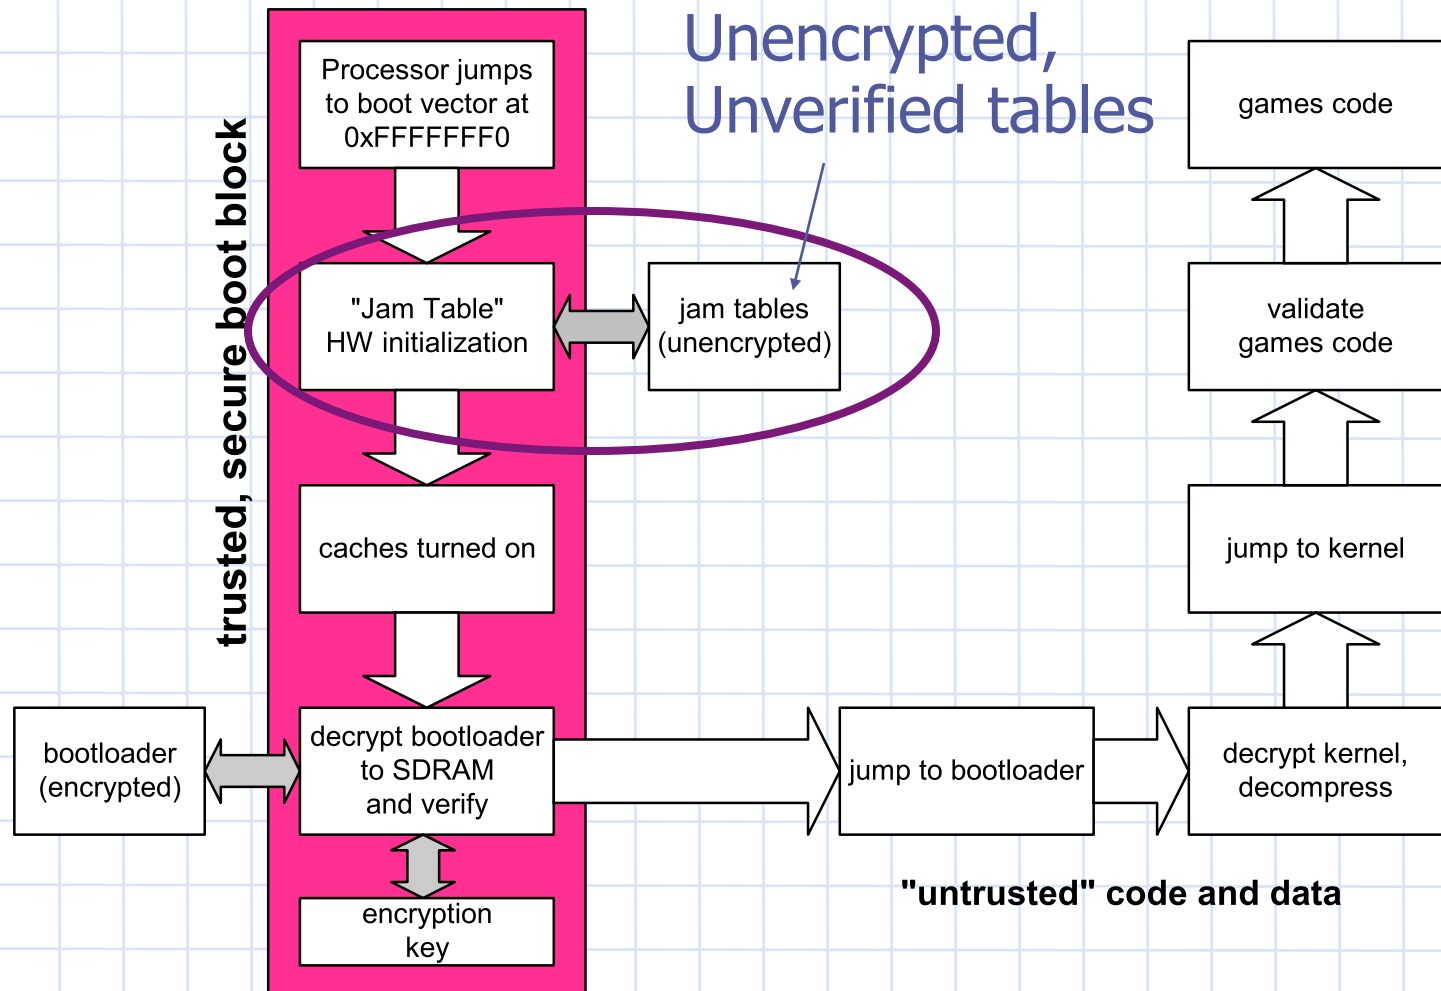 Unencrypted,
Unverified tables
trusted, secure boot block
Processor jumps
to boot vector at
0xFFFFFFF0
"Jam Table"
HW initialization
jam tables
(unencrypted)
caches turned on
bootloader
(encrypted)
decrypt bootloader
to SDRAM
and verify
encryption
key
jump to bootloader
decrypt kernel,
decompress
jump to kernel
validate
games code
games code
"untrusted" code and data